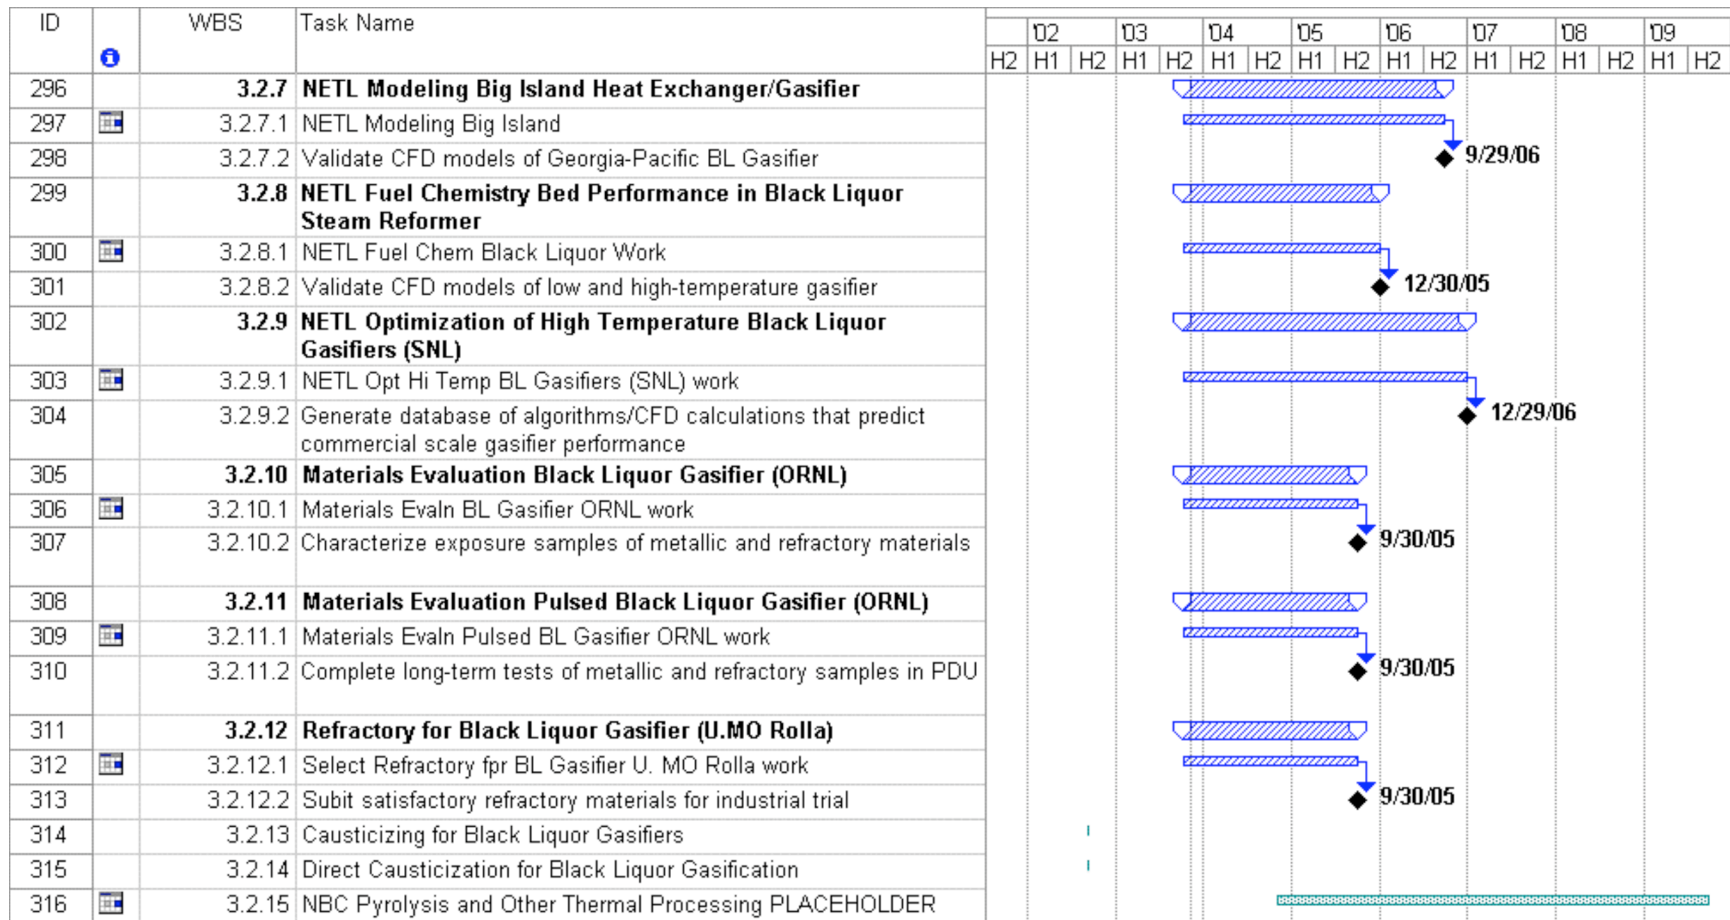 ID WBS Task Name
'02 '03 '04 '05 '06 '07 '08 '09
H2 H1 H2 H1 H2 H1 H2 H1 H2 H1 H2 H1 H2 H1 H2 H1 H2
296 3.2.7 NETL Modeling Big Island Heat Exchanger/Gasifier
297 3.2.7.1 NETL Modeling Big Island
298 3.2.7.2 Validate CFD models of Georgia-Pacific BL Gasifier 9/29/06
299 3.2.8 NETL Fuel Chemistry Bed Performance in Black Liquor
Steam Reformer
300 3.2.8.1 NETL Fuel Chem Black Liquor Work
301 3.2.8.2 Validate CFD models of low and high-temperature gasifier 12/30/05
302 3.2.9 NETL Optimization of High Temperature Black Liquor
Gasifiers (SNL)
303 3.2.9.1 NETL Opt Hi Temp BL Gasifiers (SNL) work
304 3.2.9.2 Generate database of algorithms/CFD calculations that predict 12/29/06
commercial scale gasifier performance
305 3.2.10 Materials Evaluation Black Liquor Gasifier (ORNL)
306 3.2.10.1 Materials Evaln BL Gasifier ORNL work
307 3.2.10.2 Characterize exposure samples of metallic and refractory materials 9/30/05
308 3.2.11 Materials Evaluation Pulsed Black Liquor Gasifier (ORNL)
309 3.2.11.1 Materials Evaln Pulsed BL Gasifier ORNL work
310 3.2.11.2 Complete long-term tests of metallic and refractory samples in PDU 9/30/05
311 3.2.12 Refractory for Black Liquor Gasifier (U.MO Rolla)
312 3.2.12.1 Select Refractory fpr BL Gasifier U. MO Rolla work
313 3.2.12.2 Subit satisfactory refractory materials for industrial trial 9/30/05
314 3.2.13 Causticizing for Black Liquor Gasifiers
315 3.2.14 Direct Causticization for Black Liquor Gasification
316 3.2.15 NBC Pyrolysis and Other Thermal Processing PLACEHOLDER